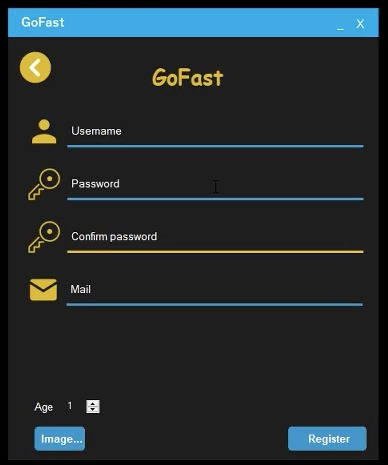 GoFast _ X
GoFast
Username
Password
Confirm password
Mail
Age 1
Image... Register